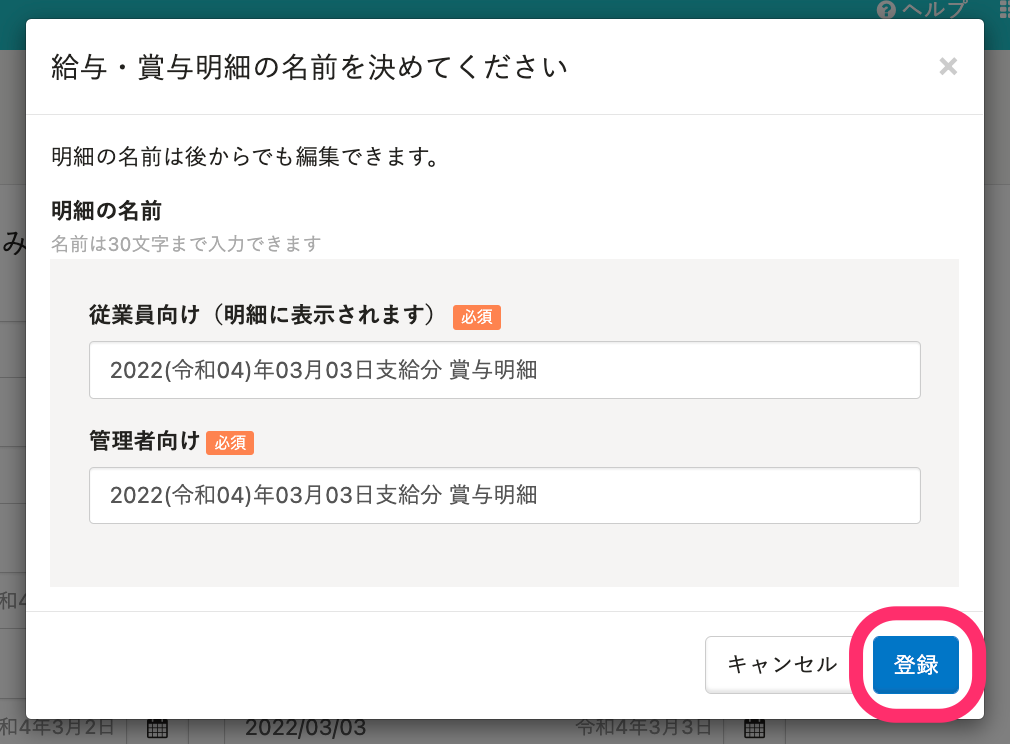 ヘルプ
給与・賞与明細の名前を決めてください
×
明細の名前は後からでも編集できます。
明細の名前
み
名前は30文字まで入力できます
従業員向け（明細に表示されます） 必須
2022(令和04)年03月03日支給分 賞与明細
管理者向け 必須
2022(令和04)年03月03日支給分 賞与明細
和4
キャンセル 登録
和4年3月2日 2022/03/03 令和4年3月3日